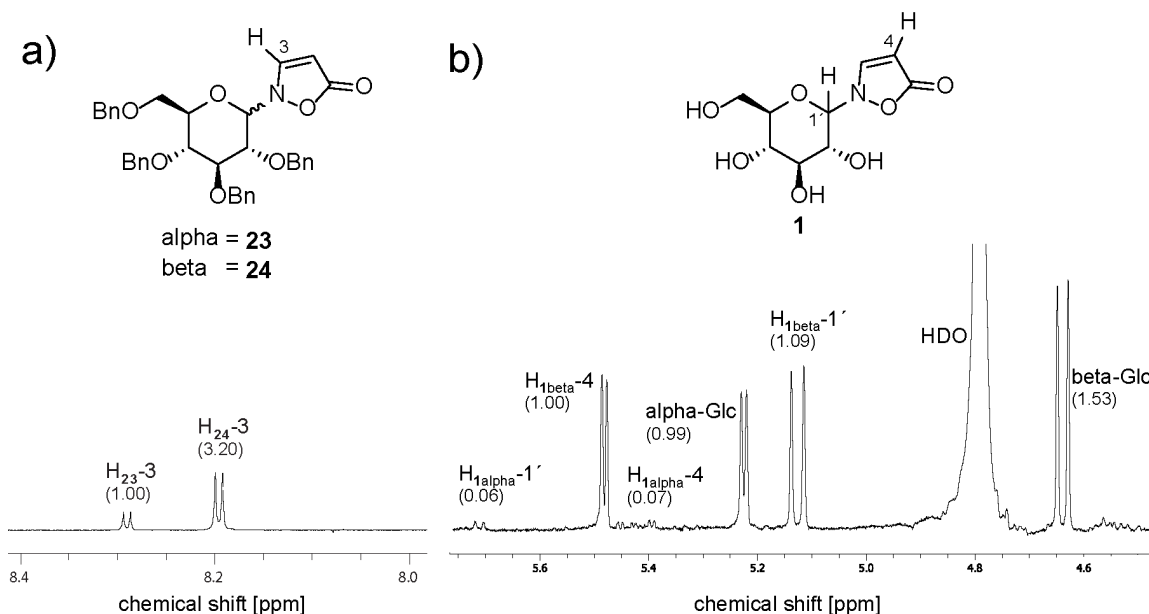 a)
H
3
O
O
N
O
BnO
BnO
OBn
OBn
alpha = 23
beta = 24
H23-3
(1.00)
H24-3
(3.20)
8.4
8.2
8.0
chemical shift [ppm]
b)
H
4
H
O
O
N
O
HO
1´
HO
OH
OH
1
H1alpha-1´
(0.06)
H1beta-4
(1.00)
H1alpha-4
(0.07)
alpha-Glc
(0.99)
H1beta-1´
(1.09)
HDO
beta-Glc
(1.53)
5.6
5.4
5.2
5.0
4.8
4.6
chemical shift [ppm]